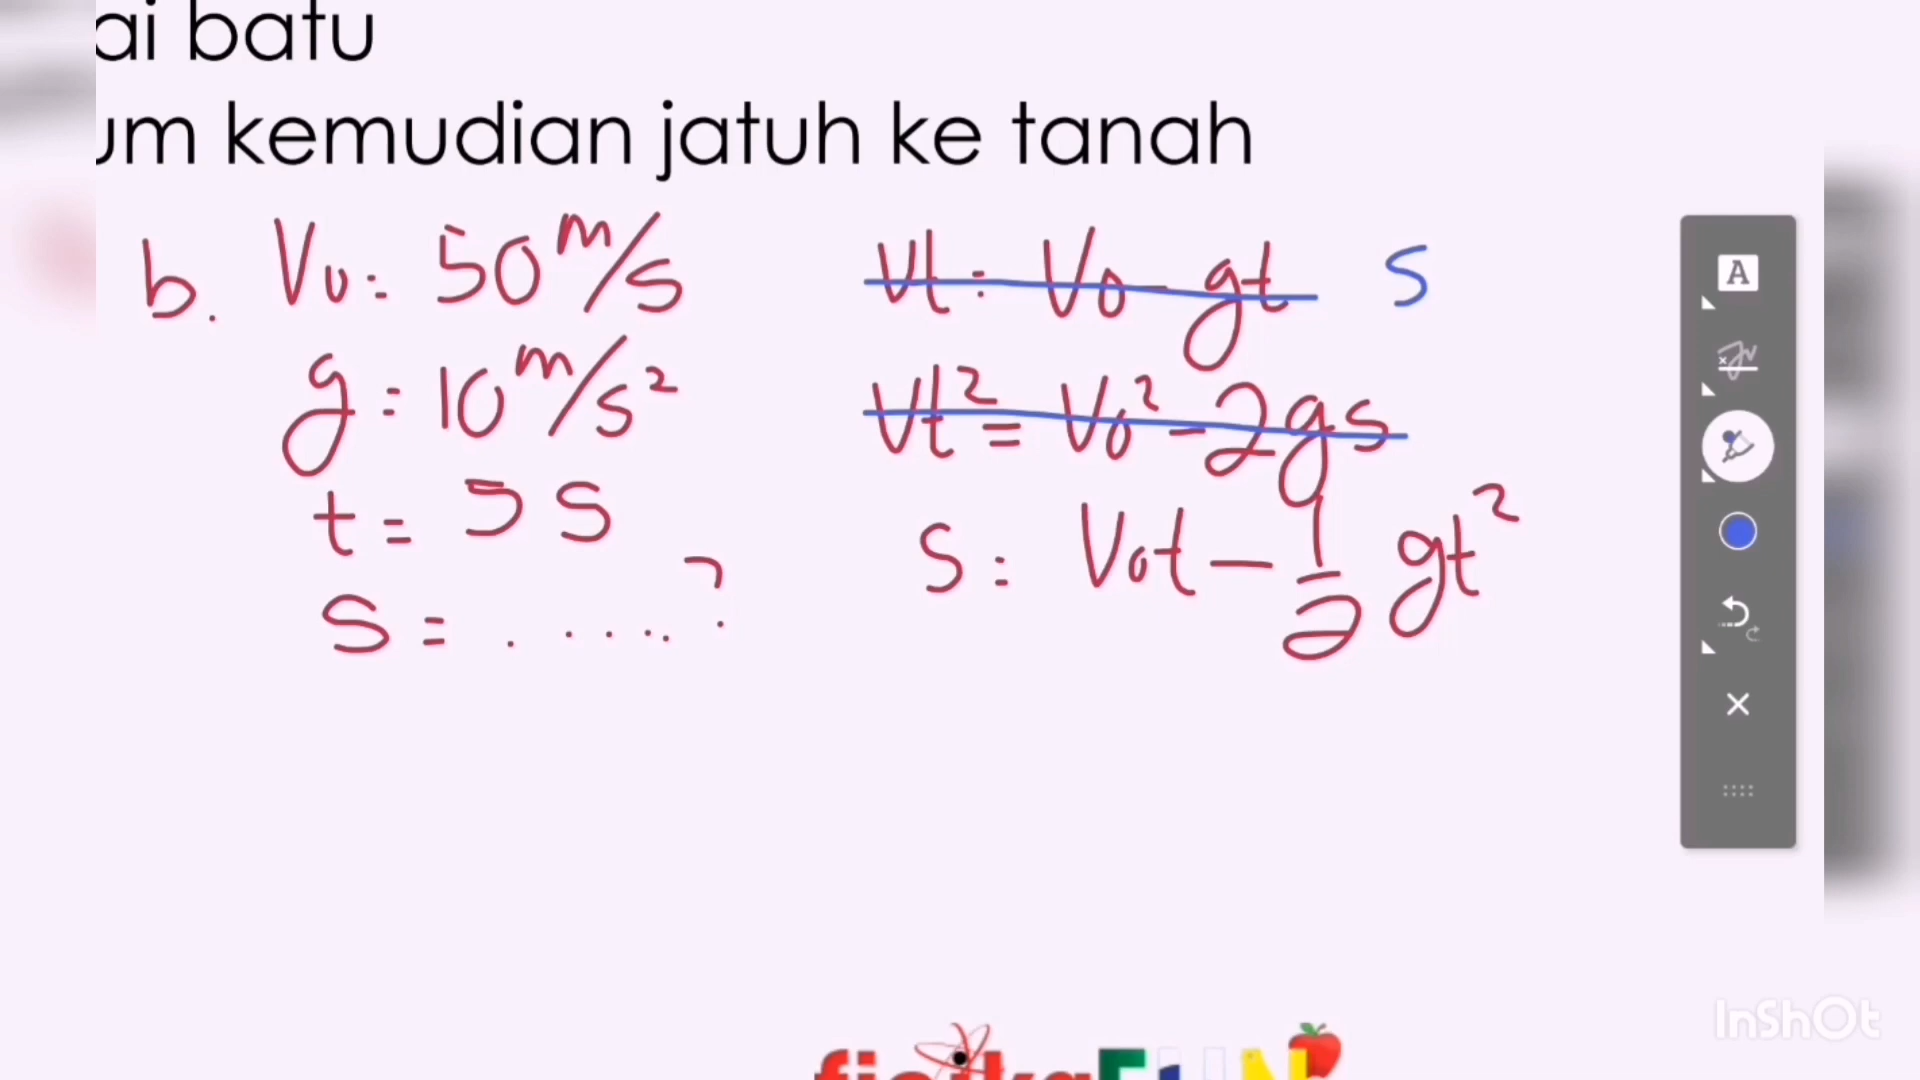 ai batu
um kemudian jatuh ke tanah
b. V₀ = 50 m/s
g = 10 m/s²
t = 5 s
s = . ..... ?
Vt = V₀ - gt
s
Vt² = V₀² - 2gs
s = V₀t - 1/2 gt²
A
InShOt